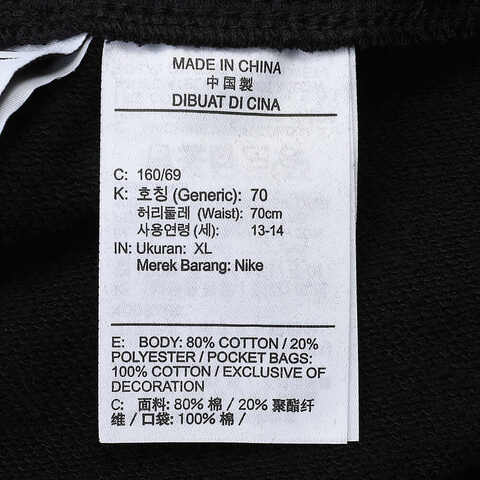 MADE IN CHINA
中国製
DIBUAT DI CINA
C: 160/69
K: 호칭 (Generic): 70
허리둘레 (Waist): 70cm
사용연령 (세): 13-14
IN: Ukuran: XL
Merek Barang: Nike
E: BODY: 80% COTTON / 20%
POLYESTER / POCKET BAGS:
100% COTTON / EXCLUSIVE OF
DECORATION
C: 面料: 80% 棉 / 20% 聚酯纤
维 / 口袋: 100% 棉 /